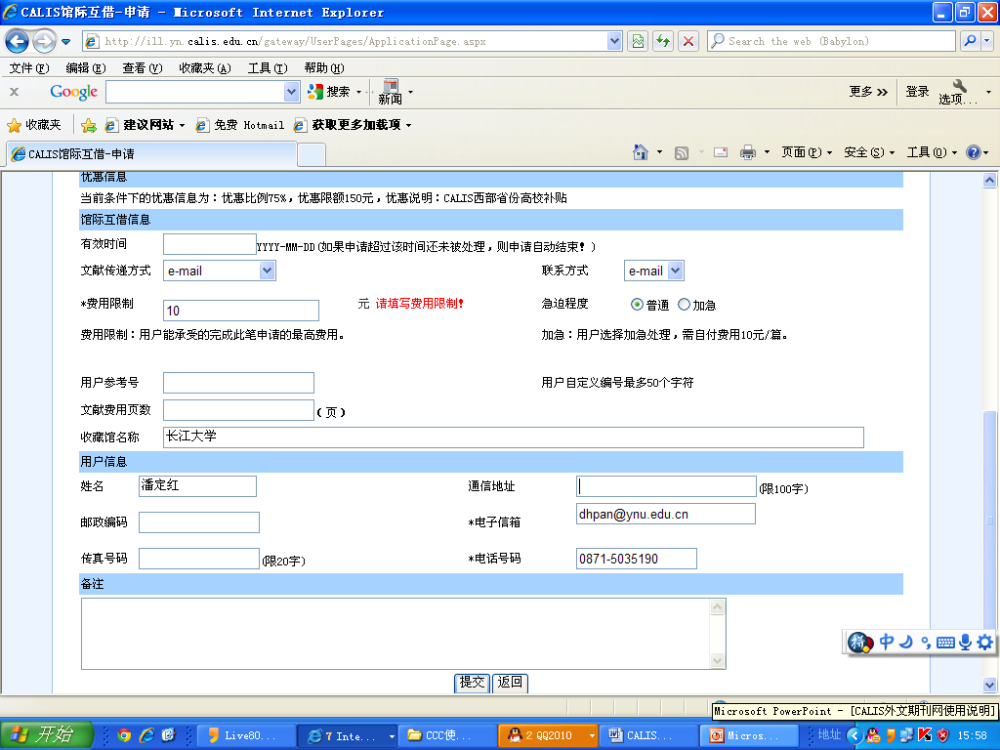 CALIS馆际互借-申请 - Microsoft Internet Explorer
http://ill.yn.calis.edu.cn/gateway/UserPages/ApplicationPage.aspx Search the web (Babylon)
文件(F) 编辑(E) 查看(V) 收藏夹(A) 工具(T) 帮助(H)
x Google 搜索 新闻 更多 » 登录 选项...
收藏夹 建议网站 免费 Hotmail 获取更多加载项
CALIS馆际互借-申请 页面(P) 安全(S) 工具(O)
优惠信息
当前条件下的优惠信息为：优惠比例75%，优惠限额150元，优惠说明：CALIS西部省份高校补贴
馆际互借信息
有效时间 YYYY-MM-DD(如果申请超过该时间还未被处理，则申请自动结束！)
文献传递方式 e-mail 联系方式 e-mail
*费用限制 10 元 请填写费用限制! 急迫程度 普通 加急
费用限制：用户能承受的完成此笔申请的最高费用。 加急：用户选择加急处理，需自付费用10元/篇。
用户参考号 用户自定义编号最多50个字符
文献费用页数 (页)
收藏馆名称 长江大学
用户信息
姓名 潘定红 通信地址 (限100字)
邮政编码 *电子信箱 dhpan@ynu.edu.cn
传真号码 (限20字) *电话号码 0871-5035190
备注
拼 中
提交 返回
Microsoft PowerPoint - [CALIS外文期刊网使用说明]
开始 Live80... 7 Inte... CCC使... 2 QQ2010 CALIS... Micros... 地址 15:58